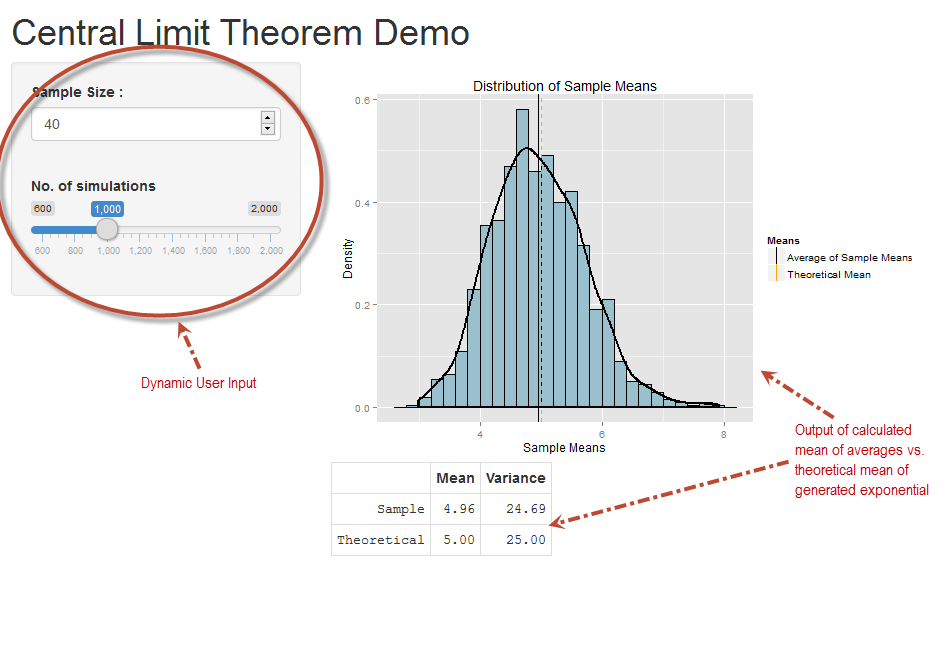 Central Limit Theorem Demo
Sample Size :
40
No. of simulations
600 1,000 2,000
600 800 1,000 1,200 1,400 1,600 1,800 2,000
Dynamic User Input
Distribution of Sample Means
Density
0.6
0.4
0.2
0.0
4 6 8
Sample Means
Means
Average of Sample Means
Theoretical Mean
Output of calculated
mean of averages vs.
theoretical mean of
generated exponential
Mean Variance
Sample 4.96 24.69
Theoretical 5.00 25.00